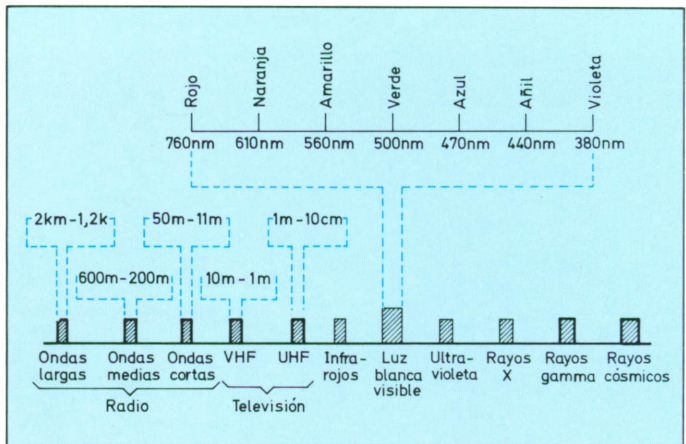 Rojo
Naranja
Amarillo
Verde
Azul
Añil
Violeta
760nm 610nm 560nm 500nm 470nm 440nm 380nm
2km-1,2k 50m-11m 1m-10cm
600m-200m 10m-1m
Ondas Ondas Ondas VHF UHF Infra- Luz Ultra- Rayos Rayos Rayos
largas medias cortas rojos blanca violeta X gamma cósmicos
visible
Radio Televisión